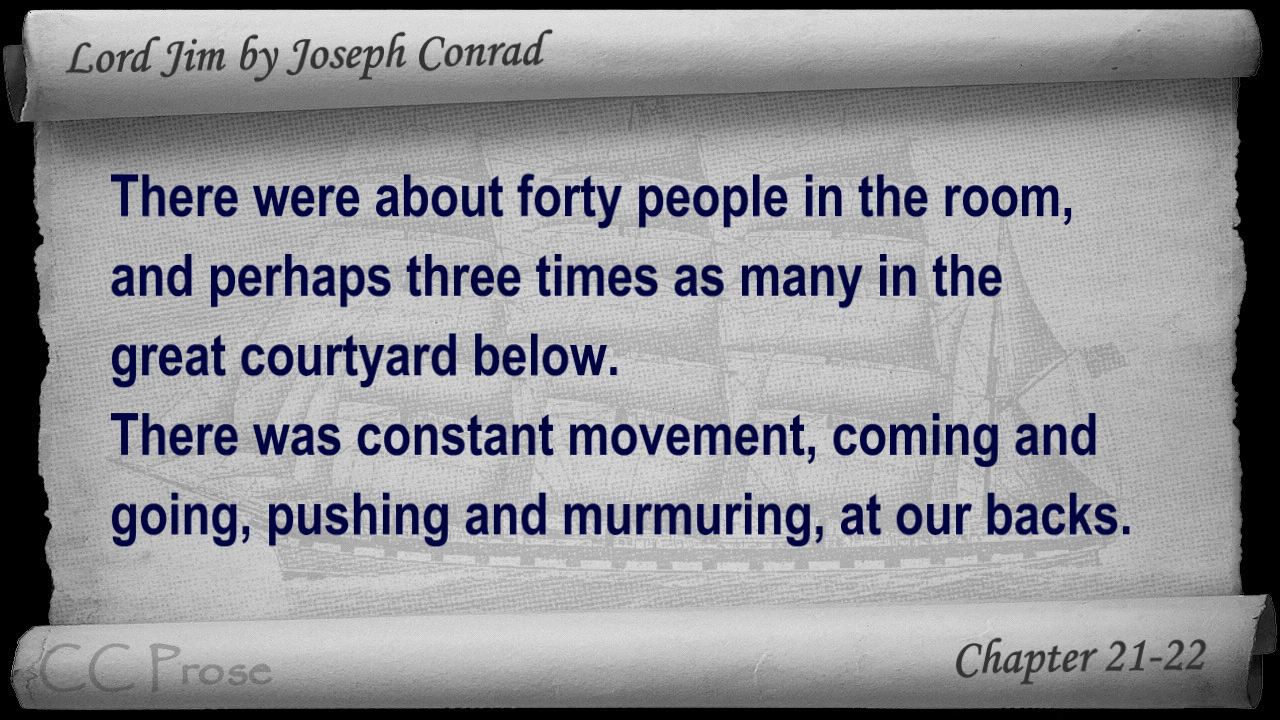 Lord Jim by Joseph Conrad
There were about forty people in the room,
and perhaps three times as many in the
great courtyard below.
There was constant movement, coming and
going, pushing and murmuring, at our backs.
CC Prose
Chapter 21-22